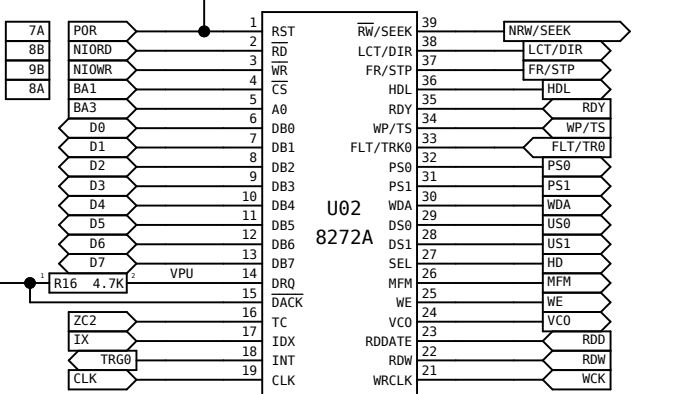 7A POR 1 RST RW/SEEK 39 NRW/SEEK
8B NIORD 2 RD LCT/DIR 38 LCT/DIR
9B NIOWR 3 WR FR/STP 37 FR/STP
8A BA1 4 CS HDL 36 HDL
BA3 5 A0 RDY 35 RDY
D0 6 DB0 WP/TS 34 WP/TS
D1 7 DB1 FLT/TRK0 33 FLT/TR0
D2 8 DB2 PS0 32 PS0
D3 9 DB3 PS1 31 PS1
D4 10 DB4 U02 WDA 30 WDA
D5 11 DB5 8272A DS0 29 US0
D6 12 DB6 DS1 28 US1
D7 13 DB7 SEL 27 HD
1 R16 4.7K 2 VPU 14 DRQ MFM 26 MFM
15 DACK WE 25 WE
ZC2 16 TC VCO 24 VCO
IX 17 IDX RDDATE 23 RDD
TRG0 18 INT RDW 22 RDW
CLK 19 CLK WRCLK 21 WCK